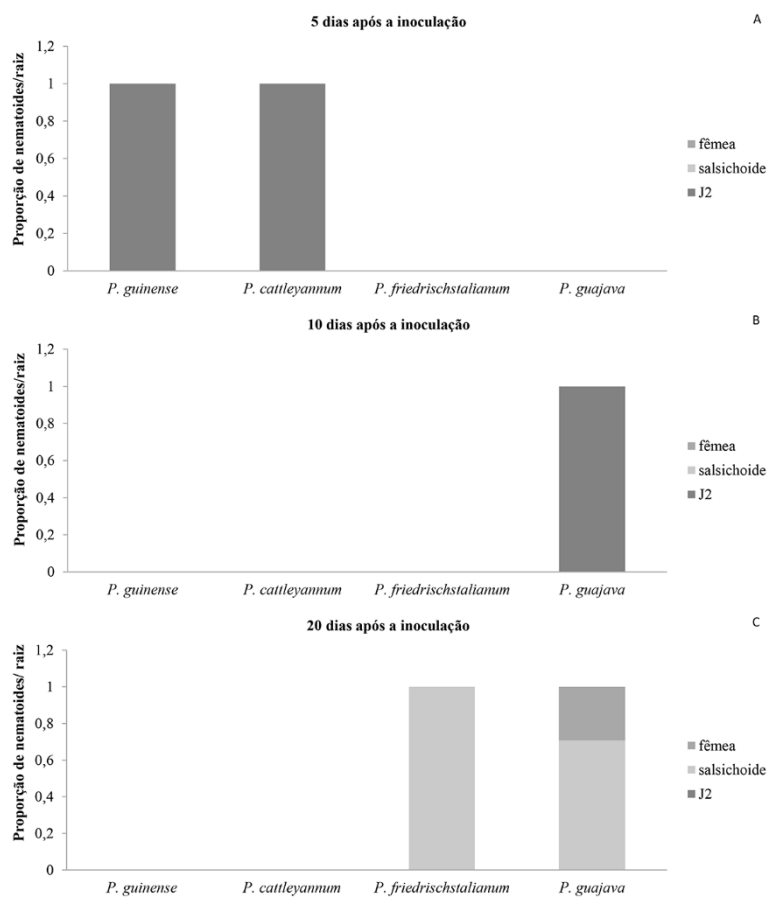 5 dias após a inoculação
A
Proporção de nematoides/raiz
1,2
1
0,8
0,6
0,4
0,2
0
P. guinense
P. cattleyannum
P. friedrischstalianum
P. guajava
fêmea
salsichoide
J2
10 dias após a inoculação
B
Proporção de nematoides/raiz
1,2
1
0,8
0,6
0,4
0,2
0
P. guinense
P. cattleyannum
P. friedrischstalianum
P. guajava
fêmea
salsichoide
J2
20 dias após a inoculação
C
Proporção de nematoides/ raiz
1,2
1
0,8
0,6
0,4
0,2
0
P. guinense
P. cattleyannum
P. friedrischstalianum
P. guajava
fêmea
salsichoide
J2